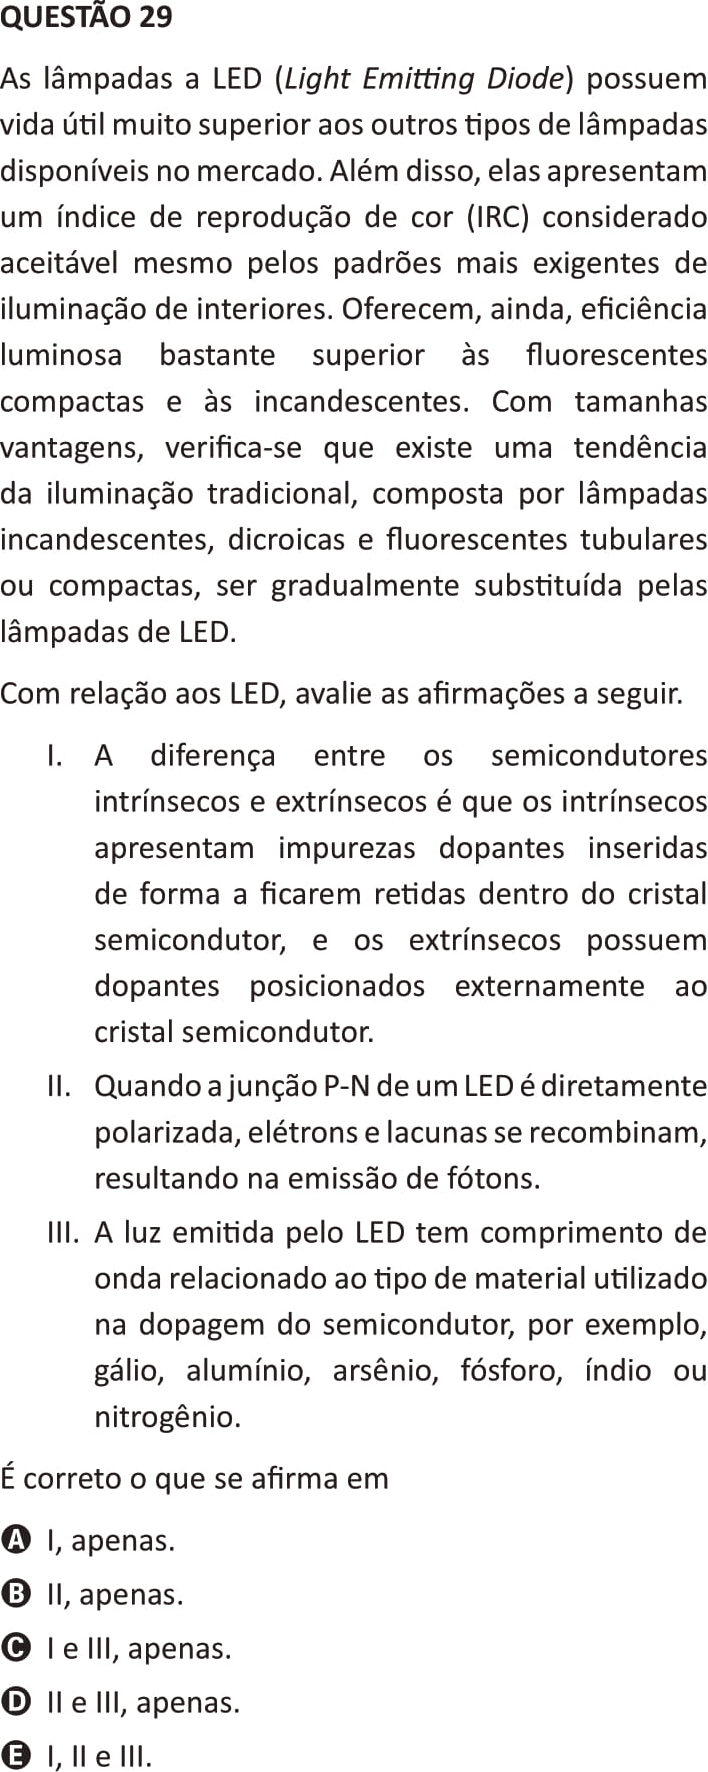 QUESTÃO 29
As lâmpadas a LED (Light Emitting Diode) possuem
vida útil muito superior aos outros tipos de lâmpadas
disponíveis no mercado. Além disso, elas apresentam
um índice de reprodução de cor (IRC) considerado
aceitável mesmo pelos padrões mais exigentes de
iluminação de interiores. Oferecem, ainda, eficiência
luminosa bastante superior às fluorescentes
compactas e às incandescentes. Com tamanhas
vantagens, verifica-se que existe uma tendência
da iluminação tradicional, composta por lâmpadas
incandescentes, dicroicas e fluorescentes tubulares
ou compactas, ser gradualmente substituída pelas
lâmpadas de LED.
Com relação aos LED, avalie as afirmações a seguir.
I. A diferença entre os semicondutores
intrínsecos e extrínsecos é que os intrínsecos
apresentam impurezas dopantes inseridas
de forma a ficarem retidas dentro do cristal
semicondutor, e os extrínsecos possuem
dopantes posicionados externamente ao
cristal semicondutor.
II. Quando a junção P-N de um LED é diretamente
polarizada, elétrons e lacunas se recombinam,
resultando na emissão de fótons.
III. A luz emitida pelo LED tem comprimento de
onda relacionado ao tipo de material utilizado
na dopagem do semicondutor, por exemplo,
gálio, alumínio, arsênio, fósforo, índio ou
nitrogênio.
É correto o que se afirma em
A I, apenas.
B II, apenas.
C I e III, apenas.
D II e III, apenas.
E I, II e III.